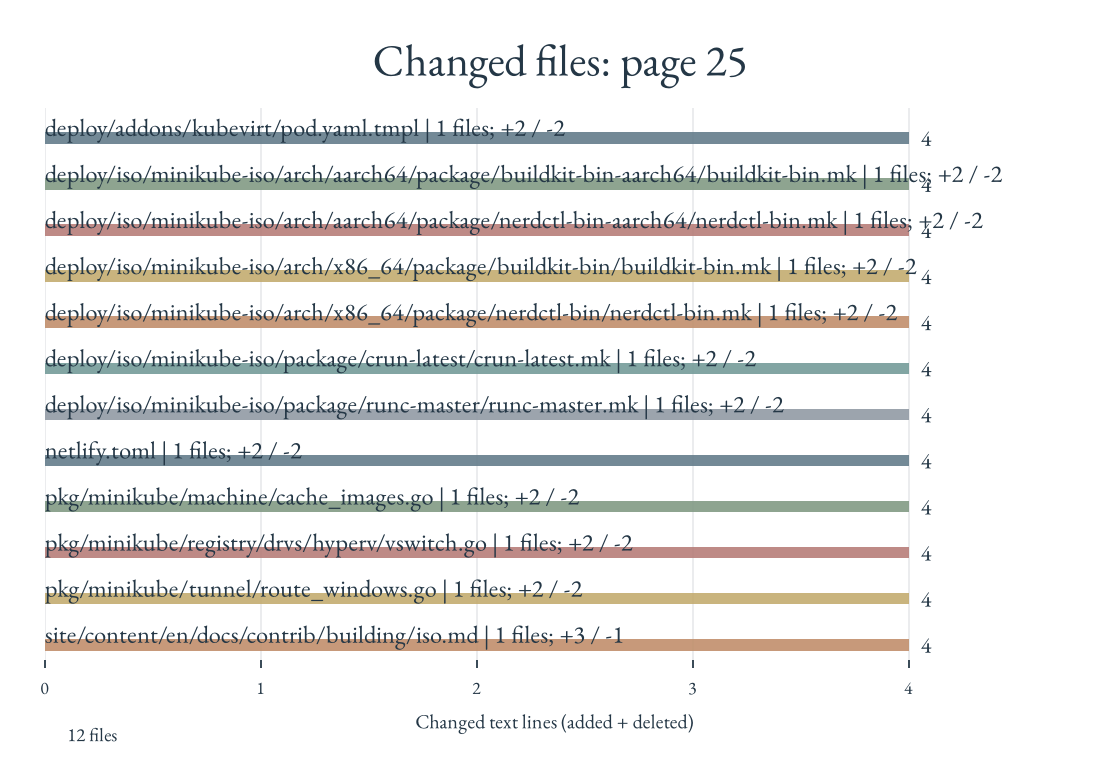 Changed files: page 25
deploy/addons/kubevirt/pod.yaml.tmpl | 1 files; +2 / -2
4
deploy/iso/minikube-iso/arch/aarch64/package/buildkit-bin-aarch64/buildkit-bin.mk | 1 files; +2 / -2
4
deploy/iso/minikube-iso/arch/aarch64/package/nerdctl-bin-aarch64/nerdctl-bin.mk | 1 files; +2 / -2
4
deploy/iso/minikube-iso/arch/x86_64/package/buildkit-bin/buildkit-bin.mk | 1 files; +2 / -2
4
deploy/iso/minikube-iso/arch/x86_64/package/nerdctl-bin/nerdctl-bin.mk | 1 files; +2 / -2
4
deploy/iso/minikube-iso/package/crun-latest/crun-latest.mk | 1 files; +2 / -2
4
deploy/iso/minikube-iso/package/runc-master/runc-master.mk | 1 files; +2 / -2
4
netlify.toml | 1 files; +2 / -2
4
pkg/minikube/machine/cache_images.go | 1 files; +2 / -2
4
pkg/minikube/registry/drvs/hyperv/vswitch.go | 1 files; +2 / -2
4
pkg/minikube/tunnel/route_windows.go | 1 files; +2 / -2
4
site/content/en/docs/contrib/building/iso.md | 1 files; +3 / -1
4
0 1 2 3 4
Changed text lines (added + deleted)
12 files